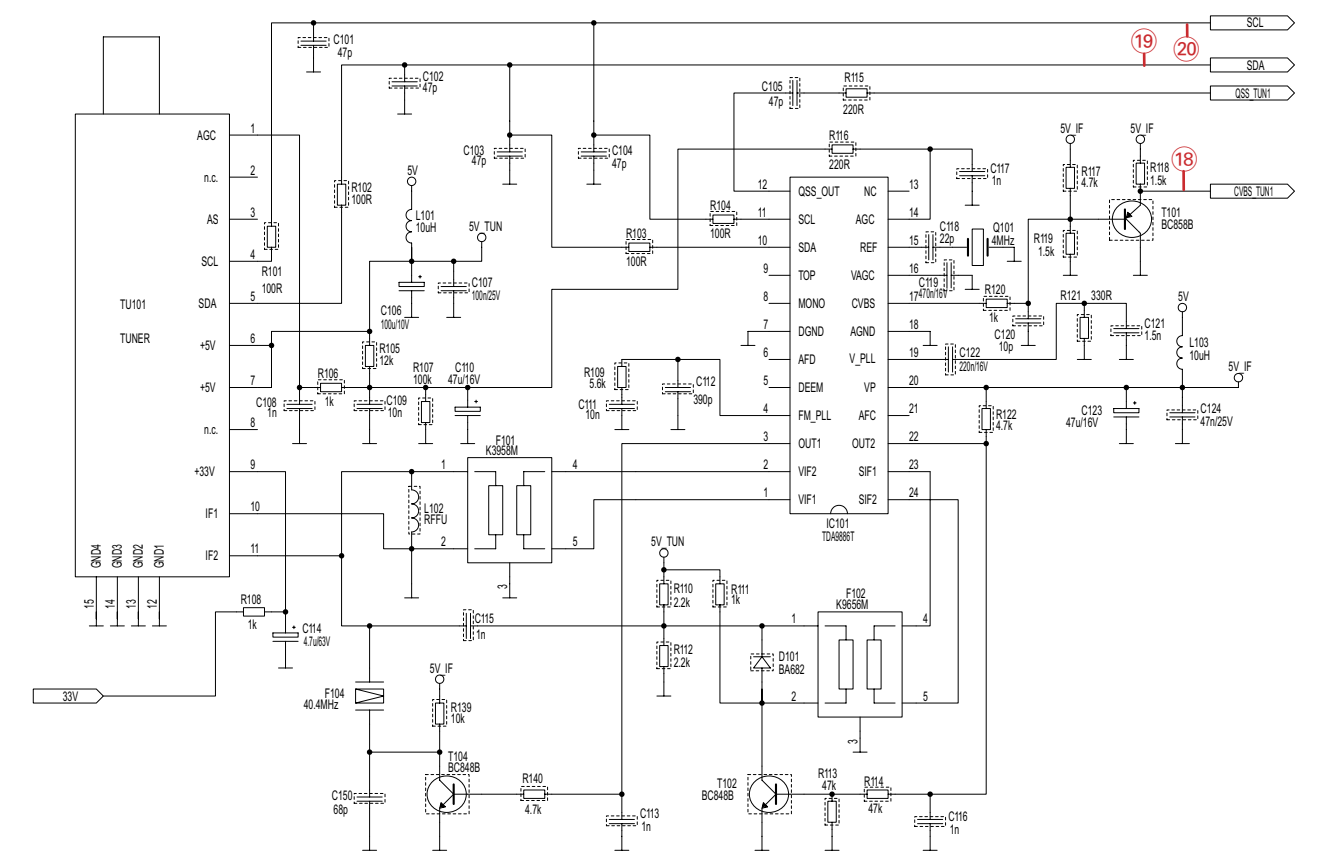 SCL
19
20
C101
47p
C102
47p
SDA
C105
47p
R115
220R
QSS_TUN1
AGC
1
R116
220R
5V_IF
5V_IF
C103
47p
C104
47p
C117
1n
R117
4.7k
R118
1.5k
18
n.c.
2
R102
100R
5V
12
QSS_OUT
NC
13
CVBS_TUN1
AS
3
L101
10uH
5V_TUN
R104
100R
11
SCL
AGC
14
C118
22p
Q101
4MHz
R119
1.5k
T101
BC858B
SCL
4
R101
100R
R103
100R
10
SDA
REF
15
C107
100n/25V
9
TOP
VAGC
16
C119
470n/16V
TU101
TUNER
SDA
5
C106
100u/10V
8
MONO
CVBS
17
R120
1k
R121
330R
5V
7
DGND
AGND
18
C120
10p
C121
1.5n
L103
10uH
+5V
6
R105
12k
6
AFD
V_PLL
19
C122
220n/16V
+5V
7
R106
1k
R107
100k
C110
47u/16V
R109
5.6k
C112
390p
5
DEEM
VP
20
5V_IF
C108
1n
C109
10n
C111
10n
4
FM_PLL
AFC
21
R122
4.7k
C123
47u/16V
C124
47n/25V
n.c.
8
F101
K3958M
3
OUT1
OUT2
22
+33V
9
1
4
2
VIF2
SIF1
23
L102
RFFU
1
VIF1
SIF2
24
IF1
10
2
5
IC101
TDA9886T
IF2
11
3
5V_TUN
GND4
GND3
GND2
GND1
15
14
13
12
R110
2.2k
R111
1k
F102
K9656M
R108
1k
C114
4.7u/63V
C115
1n
1
4
R112
2.2k
D101
BA682
33V
F104
40.4MHz
5V_IF
2
5
R139
10k
3
T104
BC848B
R140
4.7k
T102
BC848B
R113
47k
R114
47k
C150
68p
C113
1n
C116
1n